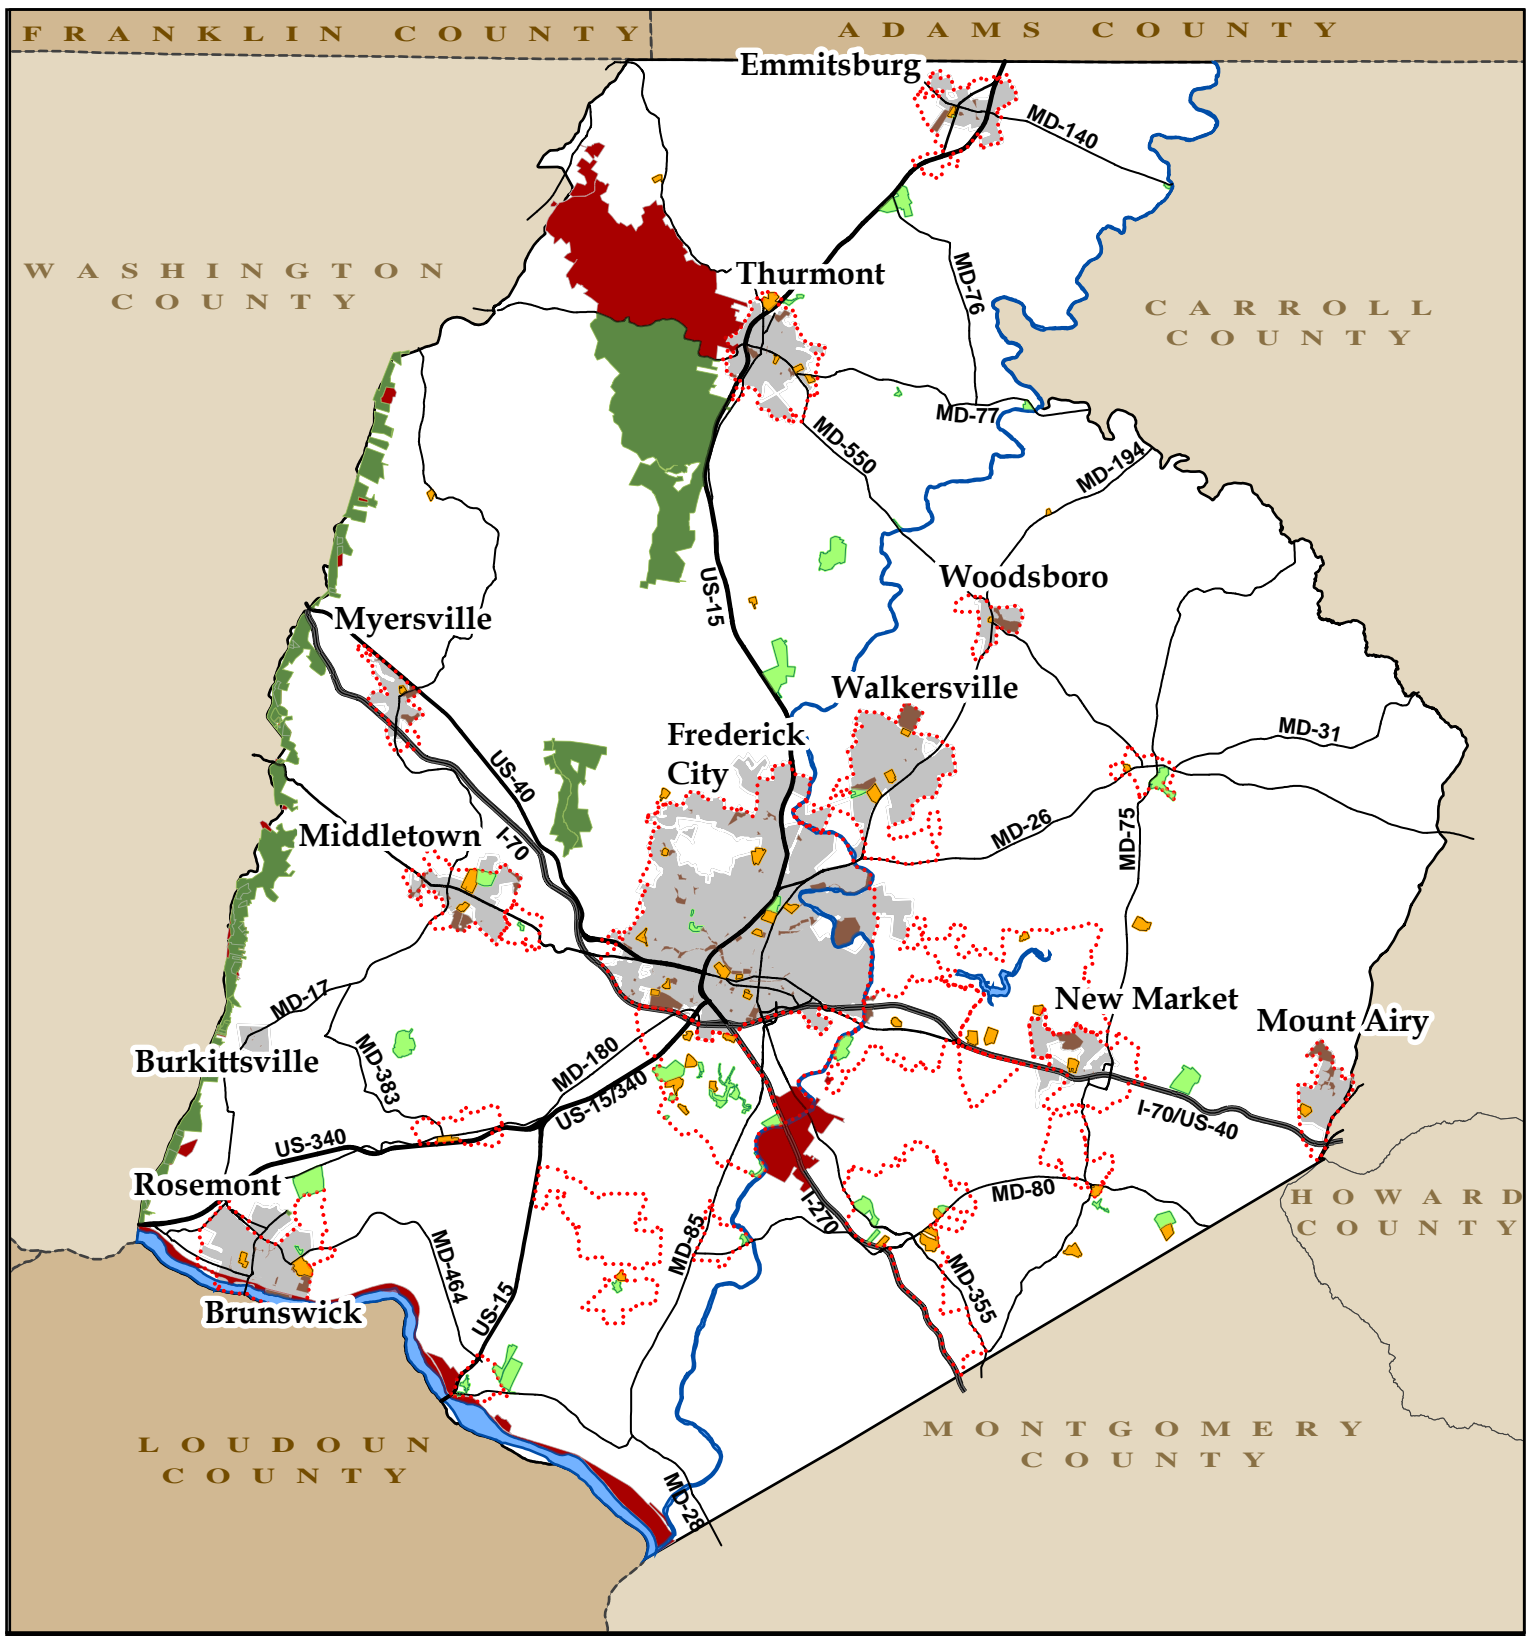 FRANKLIN COUNTY
ADAMS COUNTY
Emmitsburg
MD-140
WASHINGTON
COUNTY
Thurmont
MD-76
CARROLL
COUNTY
MD-77
MD-550
MD-194
US-15
Woodsboro
Myersville
Walkersville
Frederick
City
MD-31
US-40
I-70
Middletown
MD-26
MD-75
MD-17
New Market
Mount Airy
Burkittsville
MD-383
MD-180
US-15/340
I-70/US-40
US-340
Rosemont
MD-80
HOWARD
COUNTY
I-270
MD-85
MD-464
MD-355
US-15
Brunswick
LOUDOUN
COUNTY
MONTGOMERY
COUNTY
MD-28